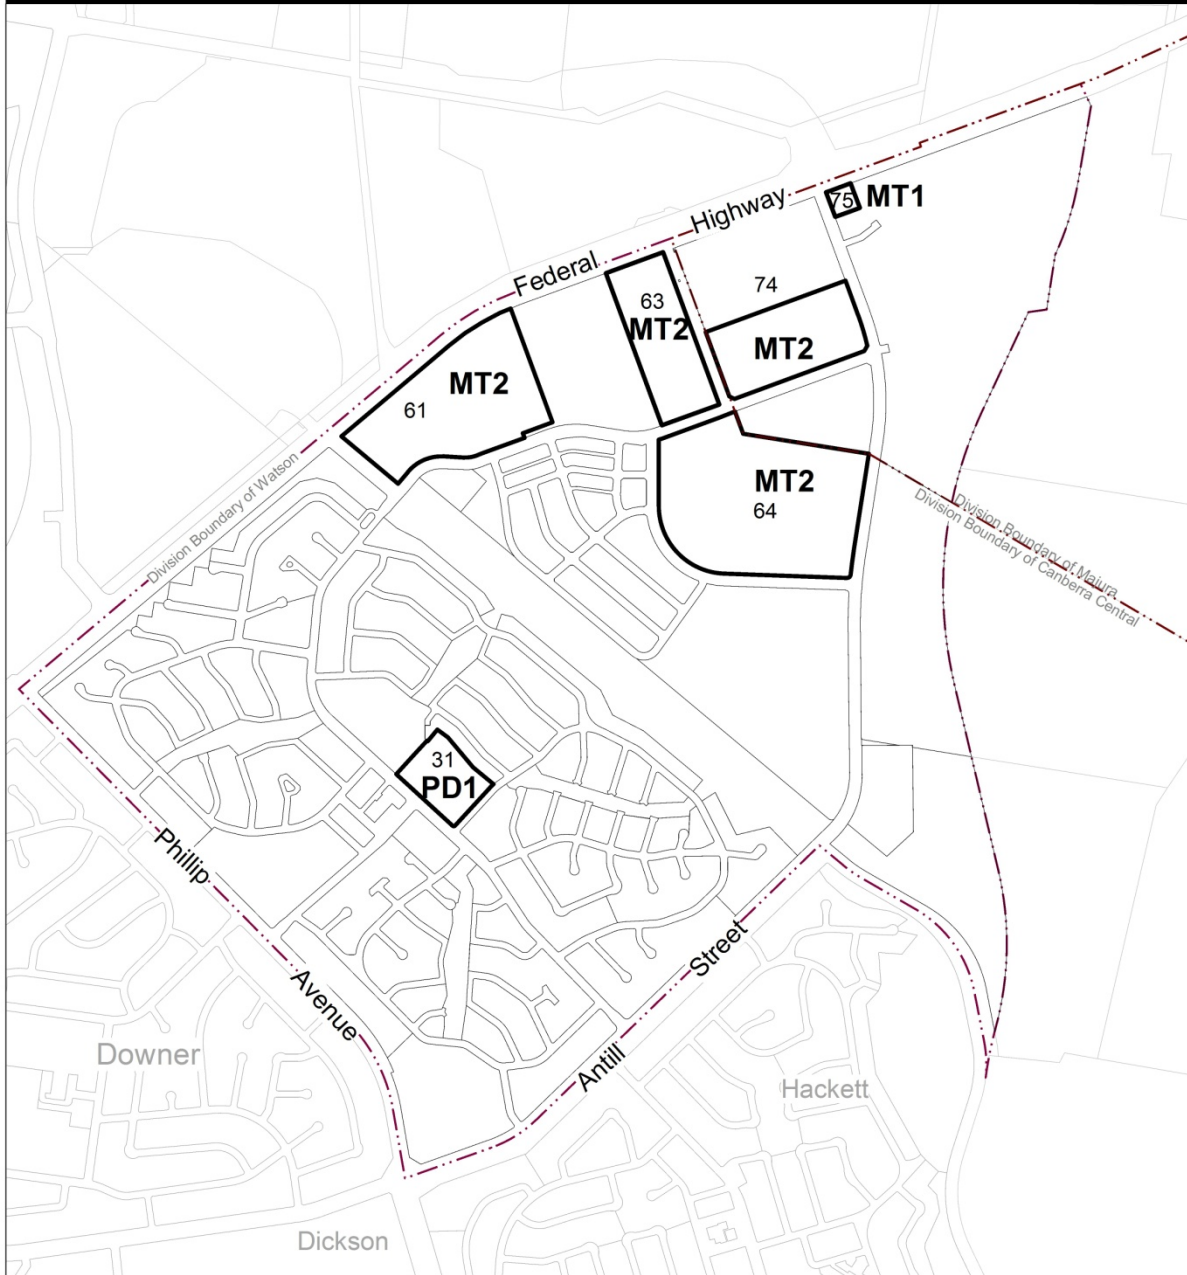 Federal
Highway
75
MT1
74
63
MT2
MT2
MT2
61
MT2
64
Division Boundary of Watson
Division Boundary of Majura
Division Boundary of Canberra Central
31
PD1
Phillip
Avenue
Antill
Street
Downer
Hackett
Dickson